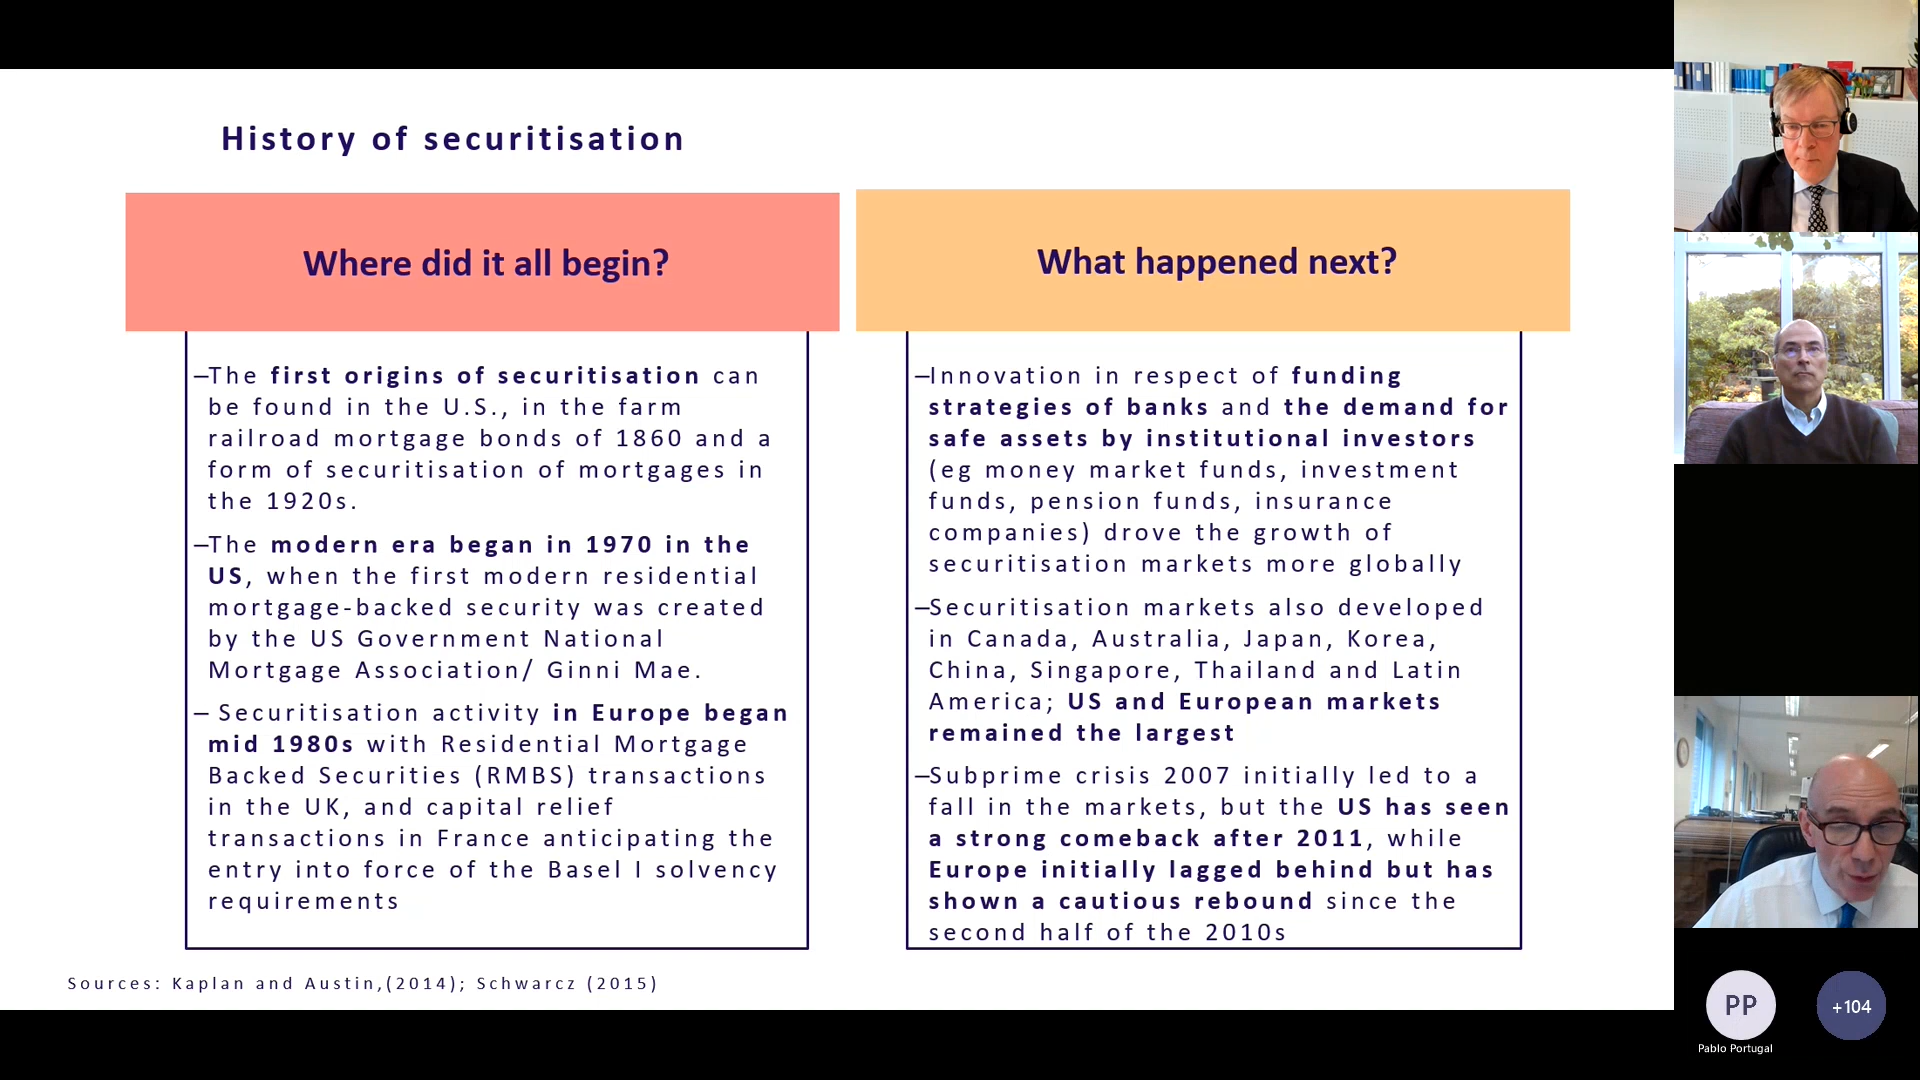 History of securitisation
Where did it all begin?
–The first origins of securitisation can
be found in the U.S., in the farm
railroad mortgage bonds of 1860 and a
form of securitisation of mortgages in
the 1920s.
–The modern era began in 1970 in the
US, when the first modern residential
mortgage-backed security was created
by the US Government National
Mortgage Association/ Ginni Mae.
– Securitisation activity in Europe began
mid 1980s with Residential Mortgage
Backed Securities (RMBS) transactions
in the UK, and capital relief
transactions in France anticipating the
entry into force of the Basel I solvency
requirements
What happened next?
–Innovation in respect of funding
strategies of banks and the demand for
safe assets by institutional investors
(eg money market funds, investment
funds, pension funds, insurance
companies) drove the growth of
securitisation markets more globally
–Securitisation markets also developed
in Canada, Australia, Japan, Korea,
China, Singapore, Thailand and Latin
America; US and European markets
remained the largest
–Subprime crisis 2007 initially led to a
fall in the markets, but the US has seen
a strong comeback after 2011, while
Europe initially lagged behind but has
shown a cautious rebound since the
second half of the 2010s
Sources: Kaplan and Austin,(2014); Schwarcz (2015)
PP
+104
Pablo Portugal